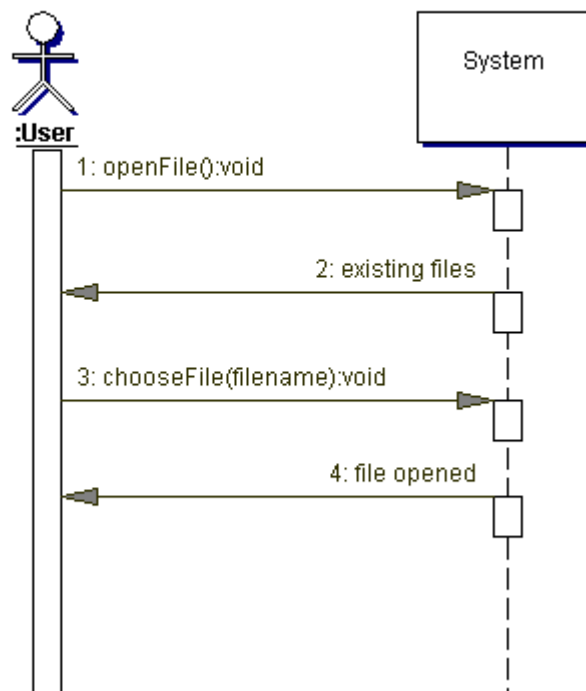 System
:User
1: openFile():void
2: existing files
3: chooseFile(filename):void
4: file opened